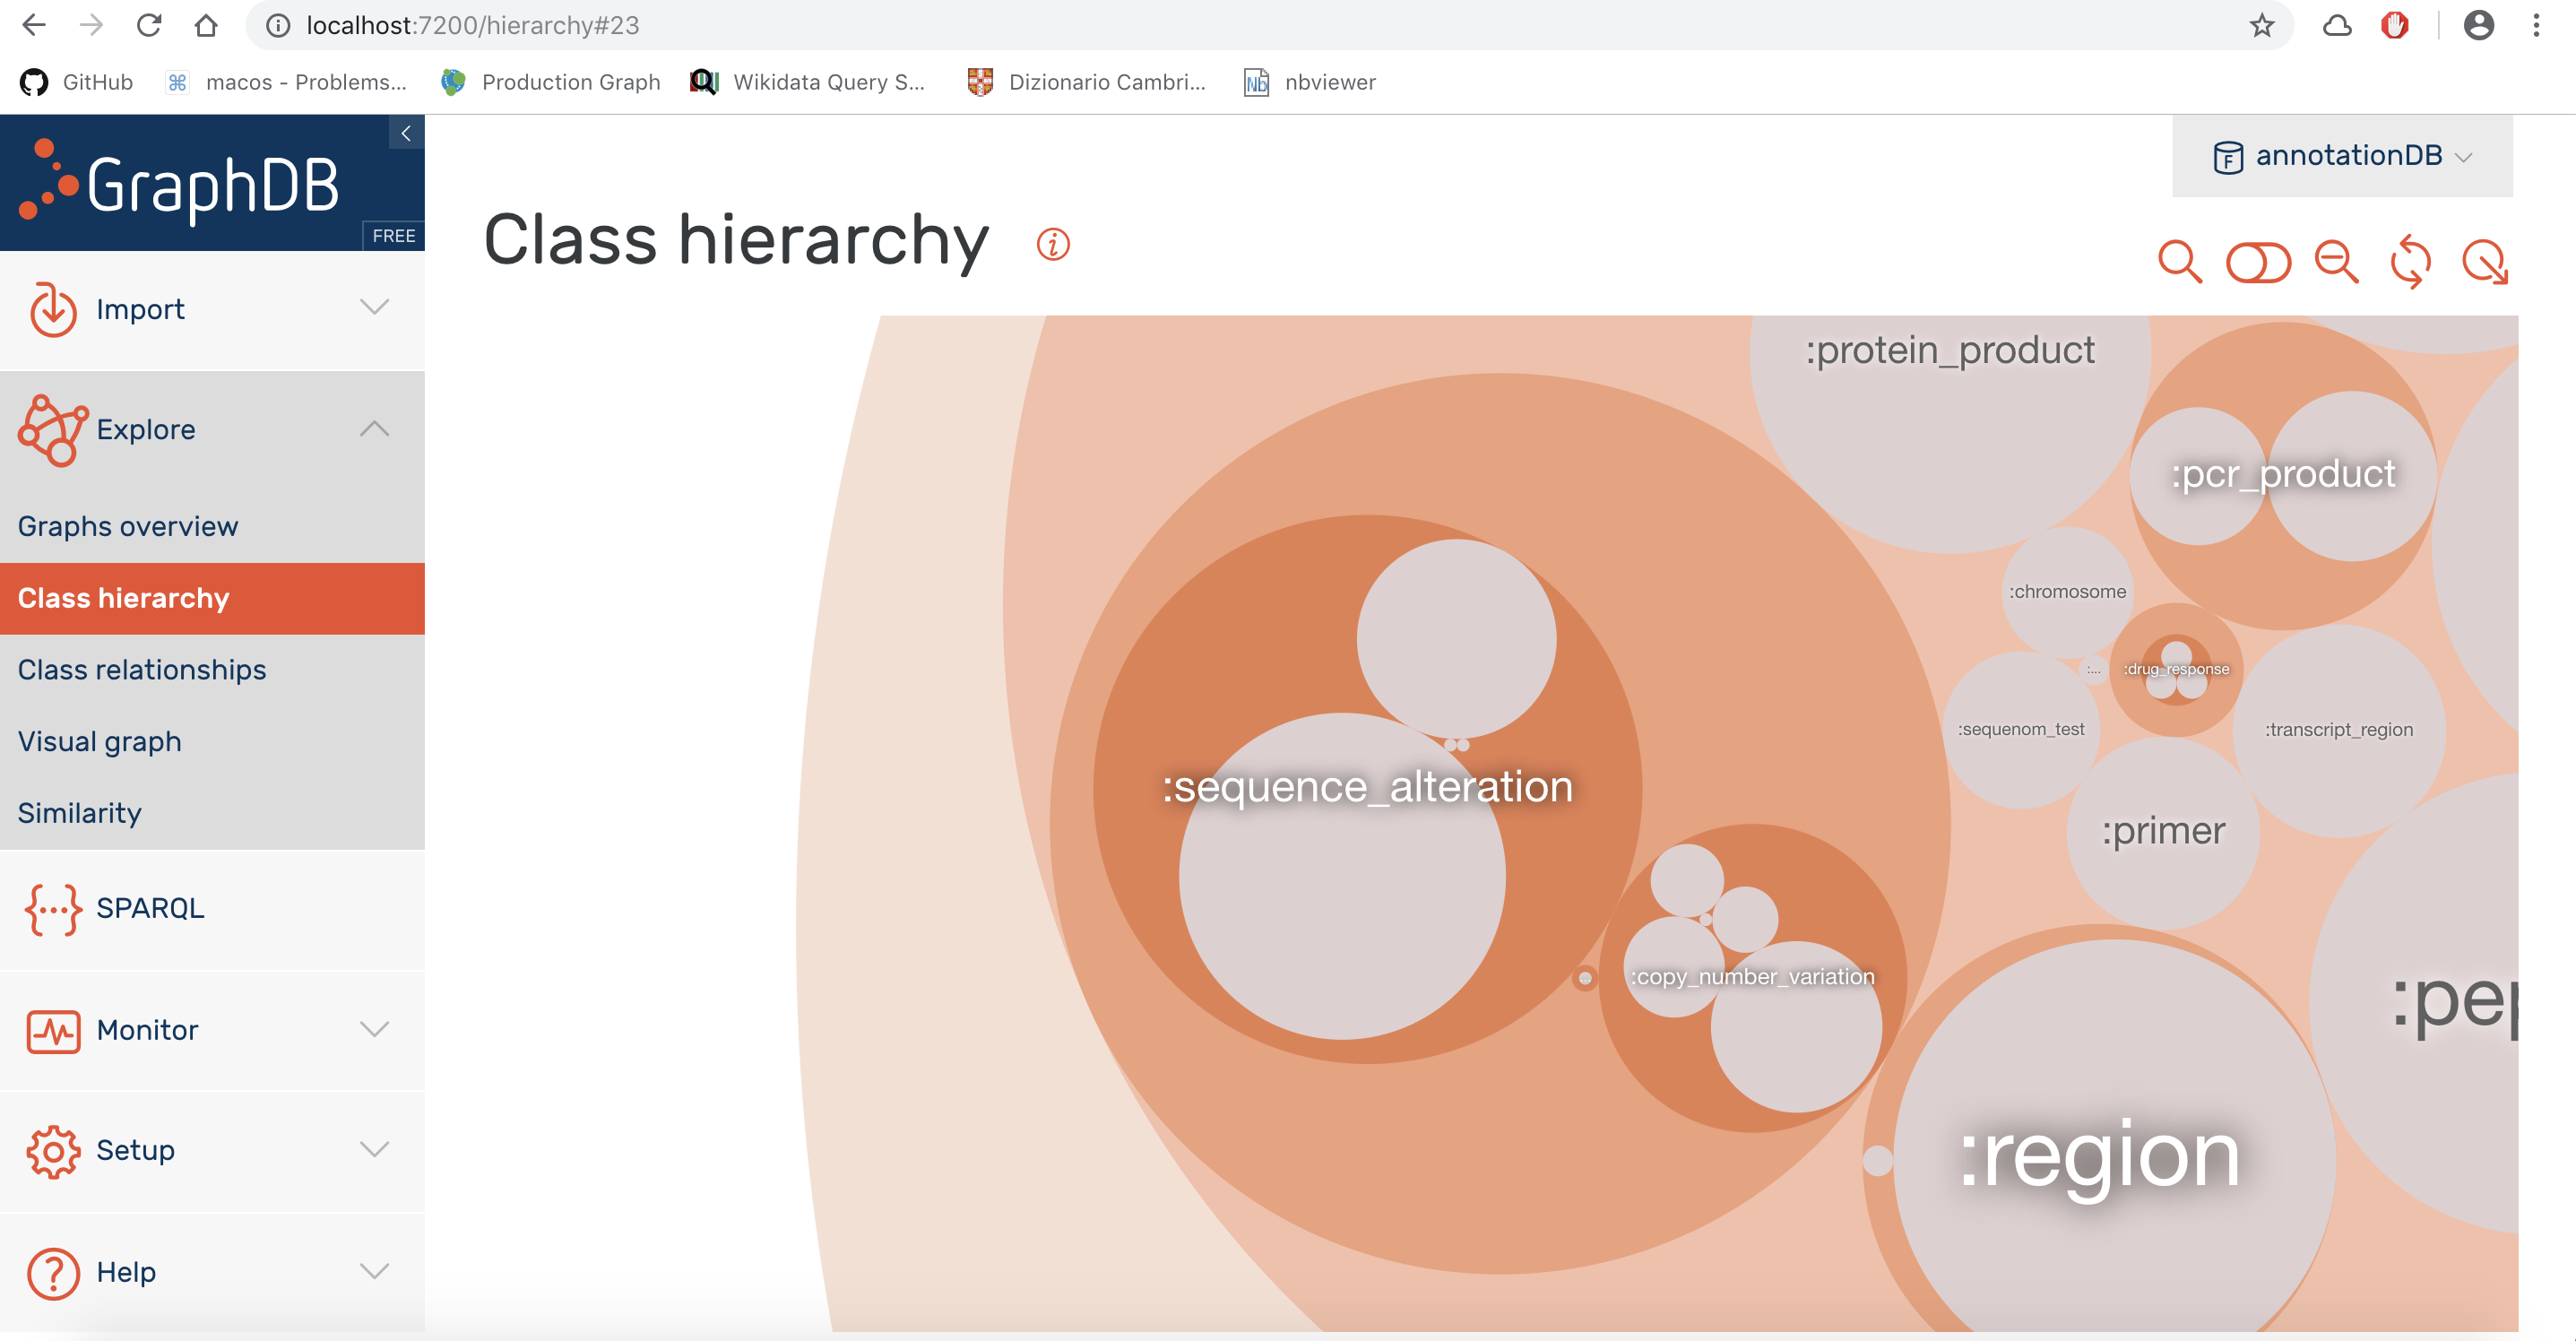 localhost:7200/hierarchy#23
GitHub
macos - Problems...
Production Graph
Wikidata Query S...
Dizionario Cambri...
nbviewer
GraphDB
FREE
annotationDB
Class hierarchy
Import
Explore
Graphs overview
Class hierarchy
Class relationships
Visual graph
Similarity
SPARQL
Monitor
Setup
Help
:protein_product
:pcr_product
:chromosome
:...
:drug_response
:sequenom_test
:transcript_region
:sequence_alteration
:primer
:copy_number_variation
:region